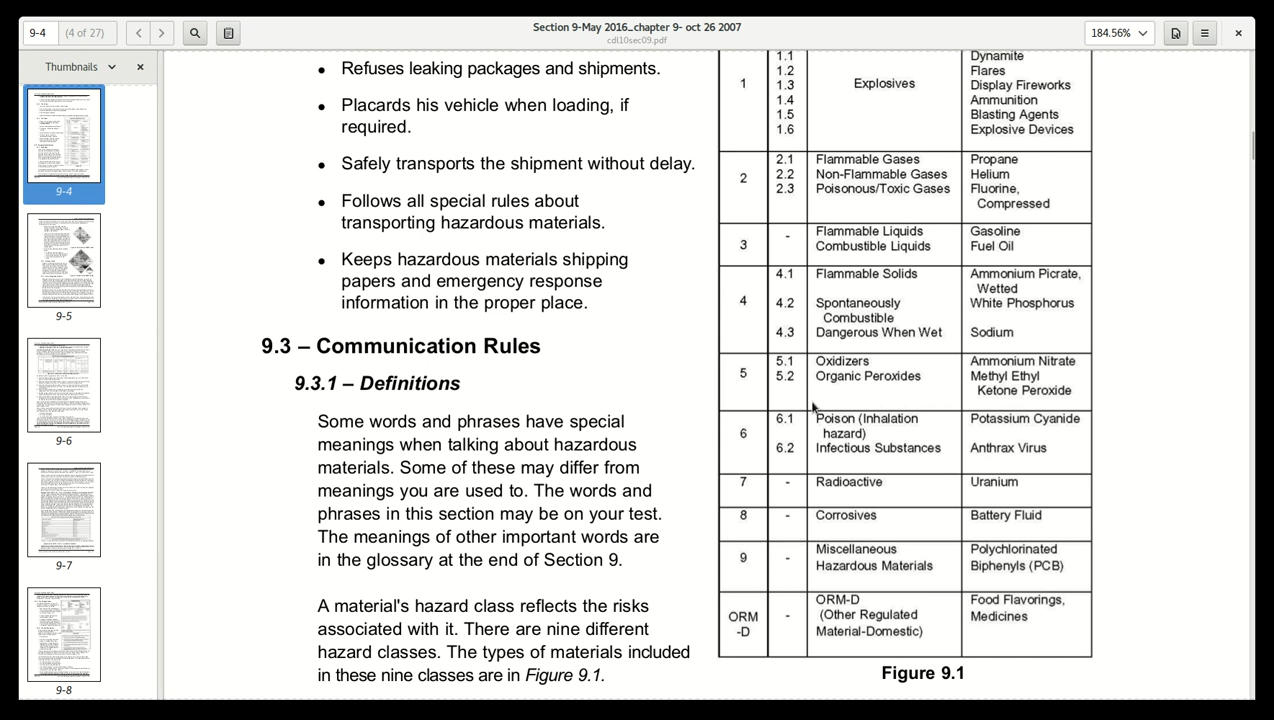 9-4 (4 of 27)
Section 9-May 2016_chapter 9- oct 26 2007
cdl10sec09.pdf
184.56%
Thumbnails
9-4
9-5
9-6
9-7
9-8
• Refuses leaking packages and shipments.
• Placards his vehicle when loading, if
required.
• Safely transports the shipment without delay.
• Follows all special rules about
transporting hazardous materials.
• Keeps hazardous materials shipping
papers and emergency response
information in the proper place.
9.3 – Communication Rules
9.3.1 – Definitions
Some words and phrases have special
meanings when talking about hazardous
materials. Some of these may differ from
meanings you are used to. The words and
phrases in this section may be on your test.
The meanings of other important words are
in the glossary at the end of Section 9.
A material's hazard class reflects the risks
associated with it. There are nine different
hazard classes. The types of materials included
in these nine classes are in Figure 9.1.
1.1 Dynamite
1.2 Flares
1 1.3 Explosives Display Fireworks
1.4 Ammunition
1.5 Blasting Agents
1.6 Explosive Devices
2.1 Flammable Gases Propane
2 2.2 Non-Flammable Gases Helium
2.3 Poisonous/Toxic Gases Fluorine,
Compressed
3 - Flammable Liquids Gasoline
Combustible Liquids Fuel Oil
4.1 Flammable Solids Ammonium Picrate,
Wetted
4 4.2 Spontaneously White Phosphorus
Combustible
4.3 Dangerous When Wet Sodium
5.1 Oxidizers Ammonium Nitrate
5 5.2 Organic Peroxides Methyl Ethyl
Ketone Peroxide
6.1 Poison (Inhalation Potassium Cyanide
6 hazard)
6.2 Infectious Substances Anthrax Virus
7 - Radioactive Uranium
8 - Corrosives Battery Fluid
9 - Miscellaneous Polychlorinated
Hazardous Materials Biphenyls (PCB)
ORM - ORM-D Food Flavorings,
-D (Other Regulated Medicines
Material-Domestic)
Figure 9.1